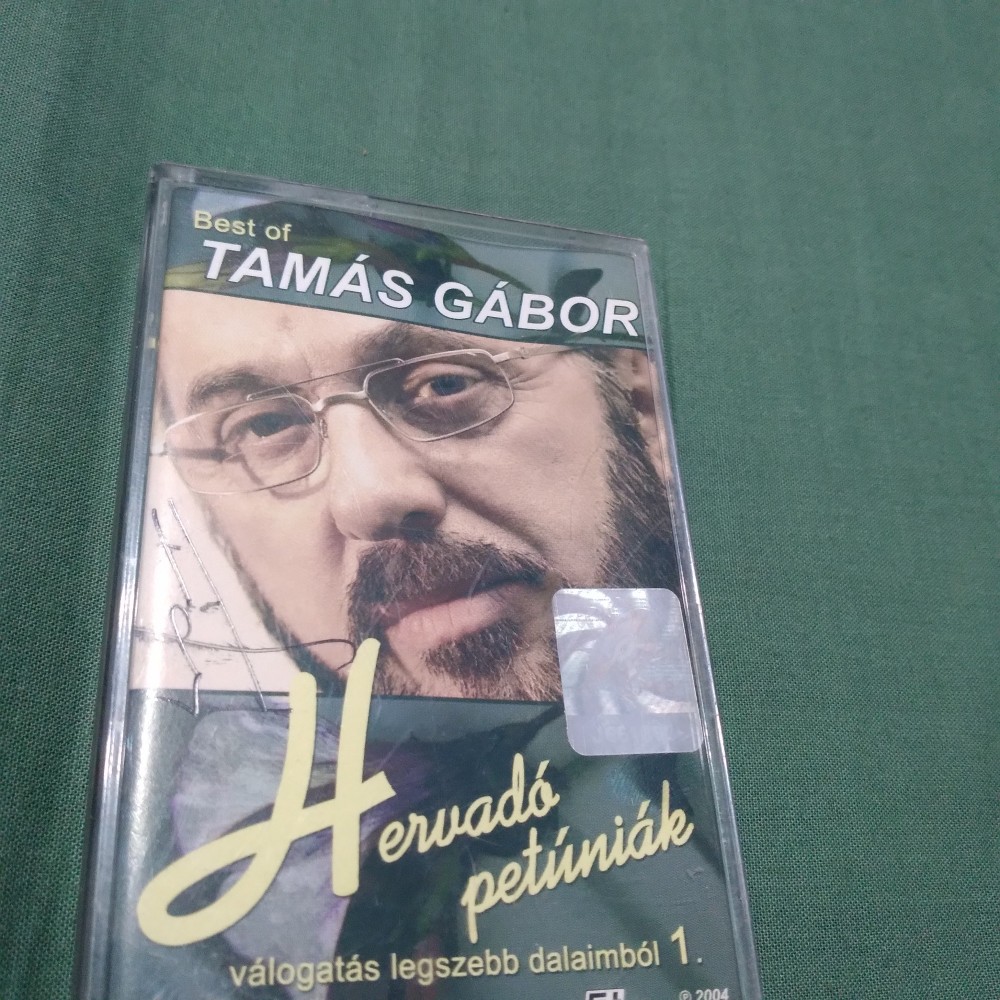 Best of
TAMÁS GÁBOR
Hervadó
petúniák
válogatás legszebb dalaimból 1.
℗ 2004